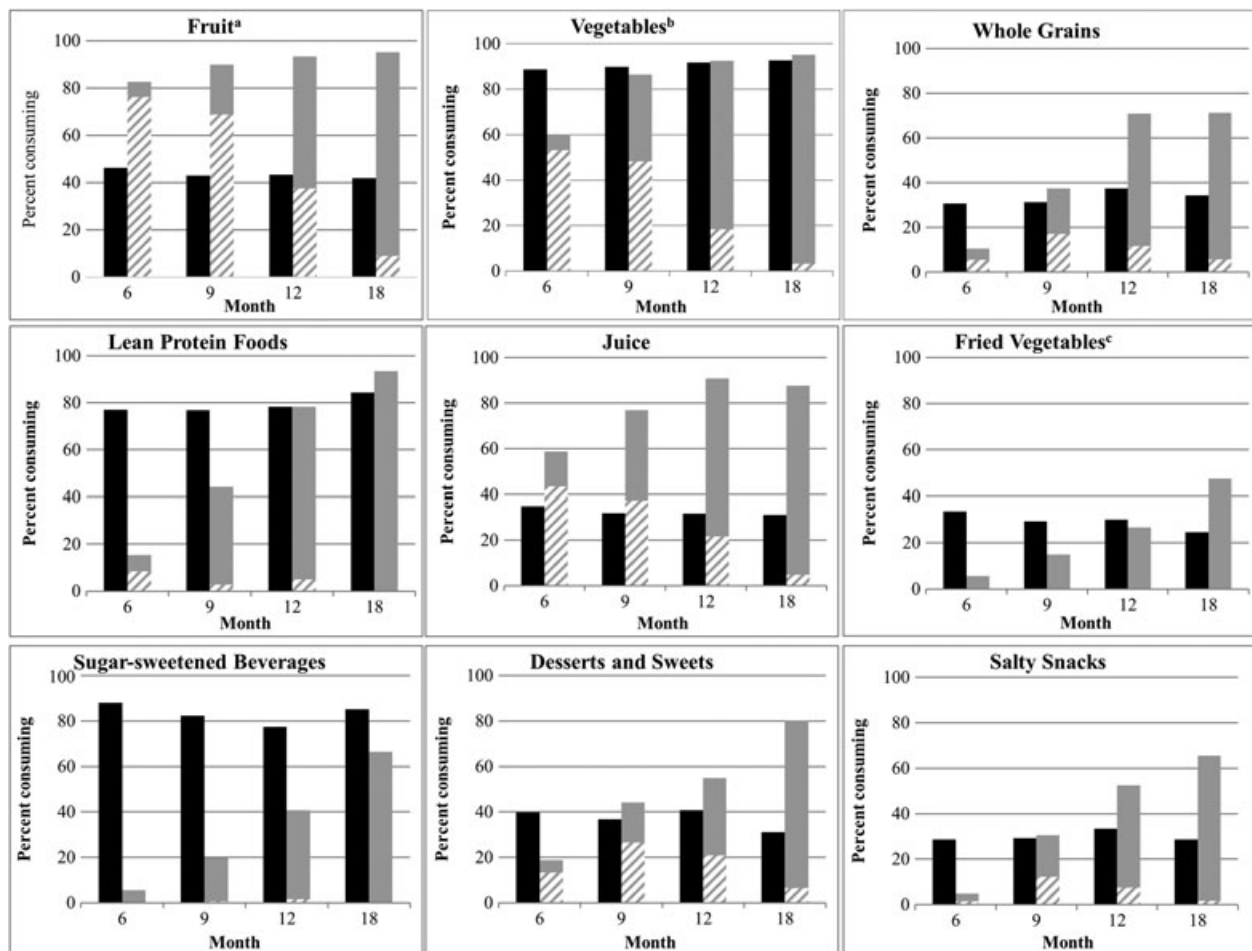 Fruitᵃ
Percent consuming
100
80
60
40
20
0
6 9 12 18
Month
Vegetablesᵇ
Percent consuming
100
80
60
40
20
0
6 9 12 18
Month
Whole Grains
Percent consuming
100
80
60
40
20
0
6 9 12 18
Month
Lean Protein Foods
Percent consuming
100
80
60
40
20
0
6 9 12 18
Month
Juice
Percent consuming
100
80
60
40
20
0
6 9 12 18
Month
Fried Vegetablesᶜ
Percent consuming
100
80
60
40
20
0
6 9 12 18
Month
Sugar-sweetened Beverages
Percent consuming
100
80
60
40
20
0
6 9 12 18
Month
Desserts and Sweets
Percent consuming
100
80
60
40
20
0
6 9 12 18
Month
Salty Snacks
Percent consuming
100
80
60
40
20
0
6 9 12 18
Month